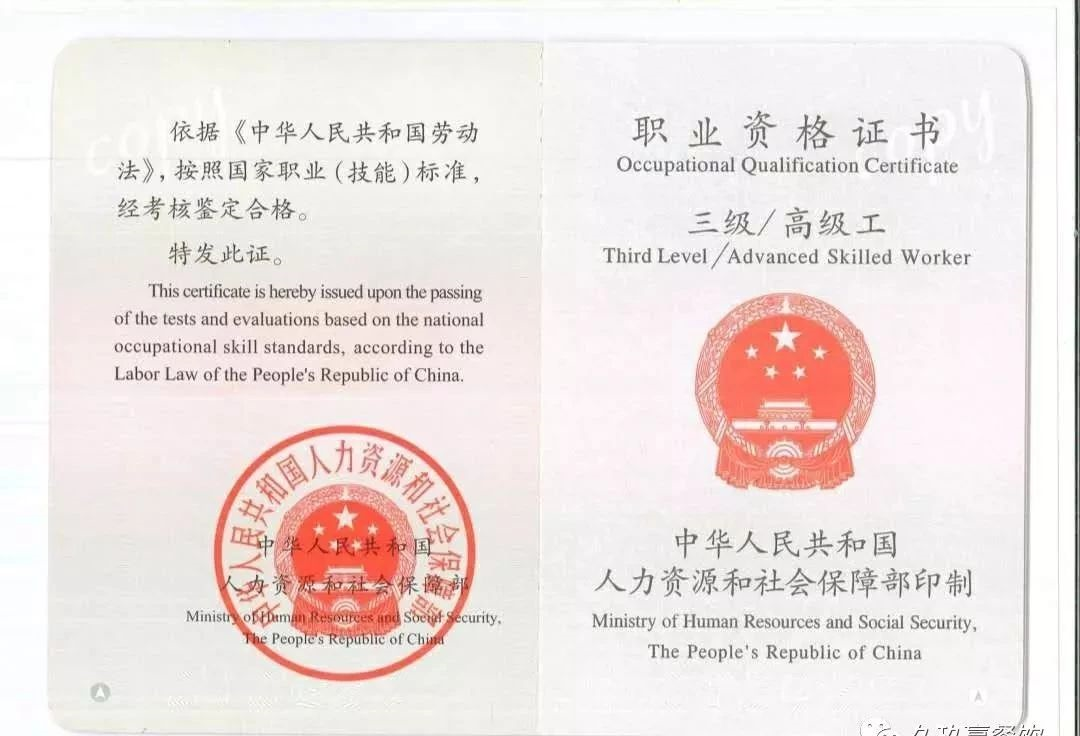 依据《中华人民共和国劳动
法》，按照国家职业（技能）标准，
经考核鉴定合格。
特发此证。
This certificate is hereby issued upon the passing
of the tests and evaluations based on the national
occupational skill standards, according to the
Labor Law of the People's Republic of China.
中华人民共和国人力资源和社会保障部
中华人民共和国
人力资源和社会保障部
Ministry of Human Resources and Social Security,
The People's Republic of China
copy
职业资格证书
Occupational Qualification Certificate
三级/高级工
Third Level/Advanced Skilled Worker
中华人民共和国
人力资源和社会保障部印制
Ministry of Human Resources and Social Security,
The People's Republic of China
copy